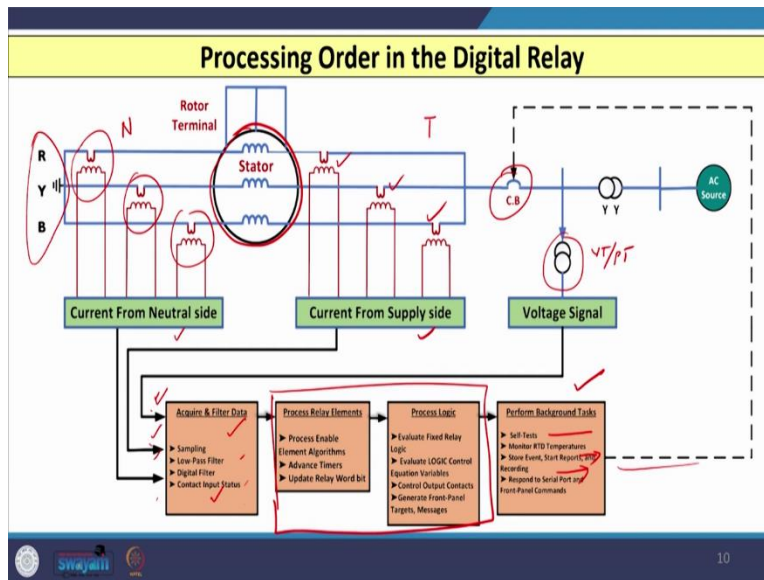 Processing Order in the Digital Relay
Rotor
Terminal
N
T
R
Y
B
Stator
C.B
Y Y
AC
Source
VT/PT
Current From Neutral side
Current From Supply side
Voltage Signal
Acquire & Filter Data
➤ Sampling
➤ Low-Pass Filter
➤ Digital Filter
➤ Contact Input Status
Process Relay Elements
➤ Process Enable
Element Algorithms
➤ Advance Timers
➤ Update Relay Word bit
Process Logic
➤Evaluate Fixed Relay
Logic
➤ Evaluate LOGIC Control
Equation Variables
➤Control Output Contacts
➤Generate Front-Panel
Targets, Messages
Perform Background Tasks
➤ Self-Tests
➤ Monitor RTD Temperatures
➤ Store Event, Start Reports, and
Recording
➤ Respond to Serial Port and
Front-Panel Commands
swayam
10